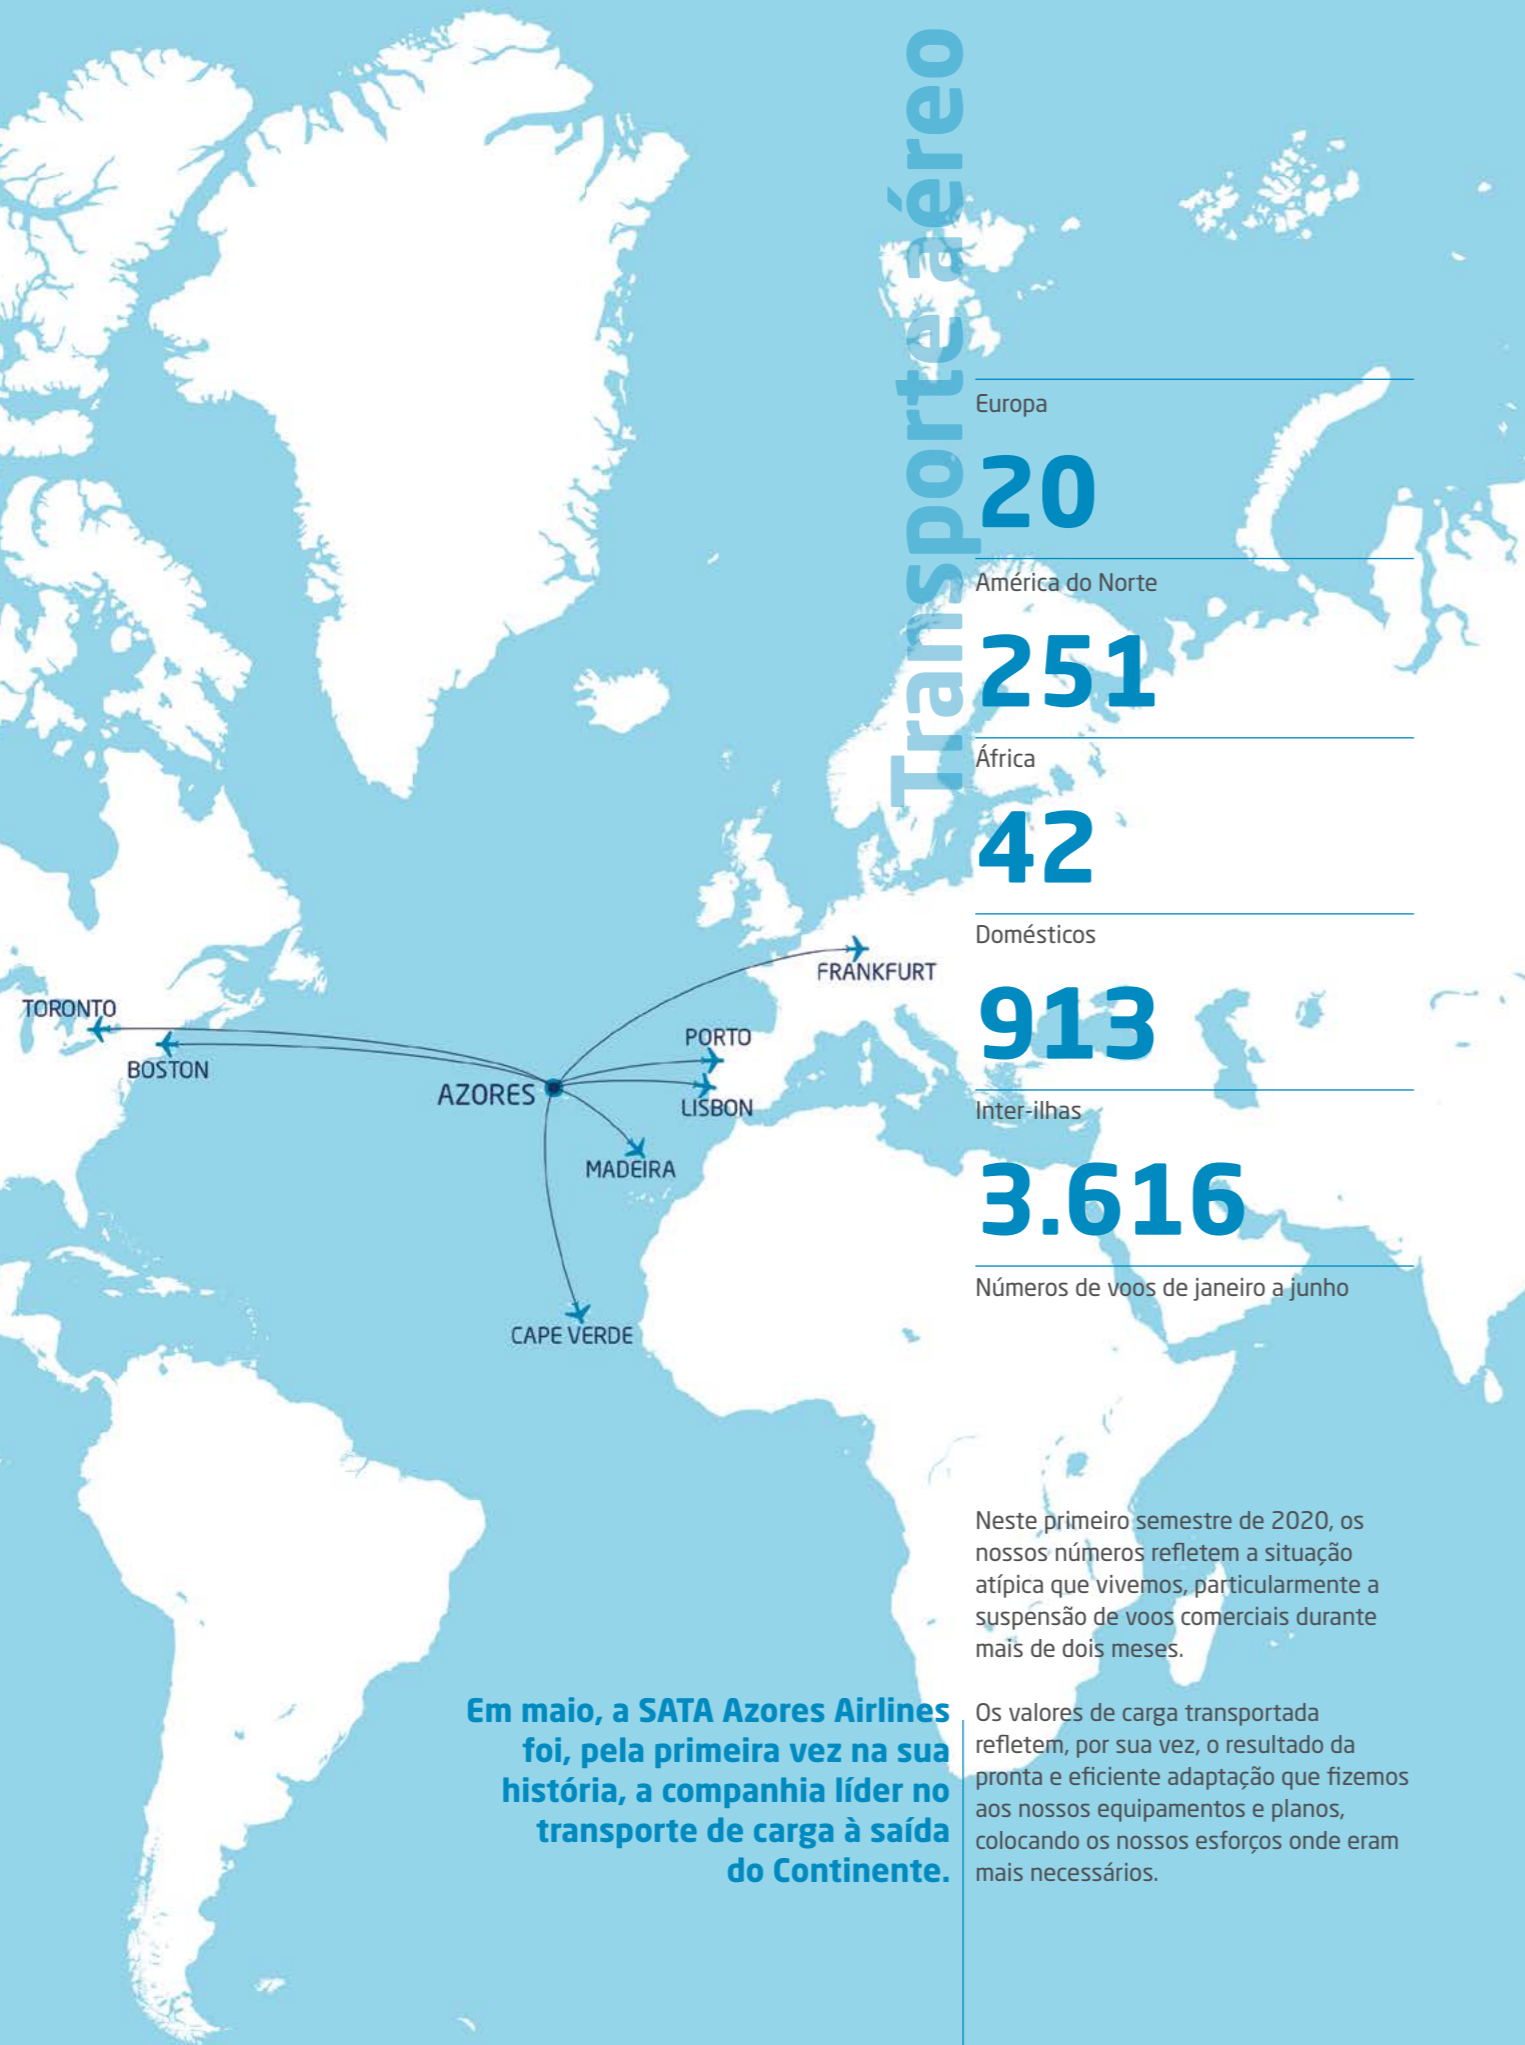 Transporte aéreo
Europa
20
América do Norte
251
África
42
Domésticos
913
Inter-ilhas
3.616
Números de voos de janeiro a junho
FRANKFURT
TORONTO
BOSTON
PORTO
AZORES
LISBON
MADEIRA
CAPE VERDE
Em maio, a SATA Azores Airlines
foi, pela primeira vez na sua
história, a companhia líder no
transporte de carga à saída
do Continente.
Neste primeiro semestre de 2020, os
nossos números refletem a situação
atípica que vivemos, particularmente a
suspensão de voos comerciais durante
mais de dois meses.
Os valores de carga transportada
refletem, por sua vez, o resultado da
pronta e eficiente adaptação que fizemos
aos nossos equipamentos e planos,
colocando os nossos esforços onde eram
mais necessários.